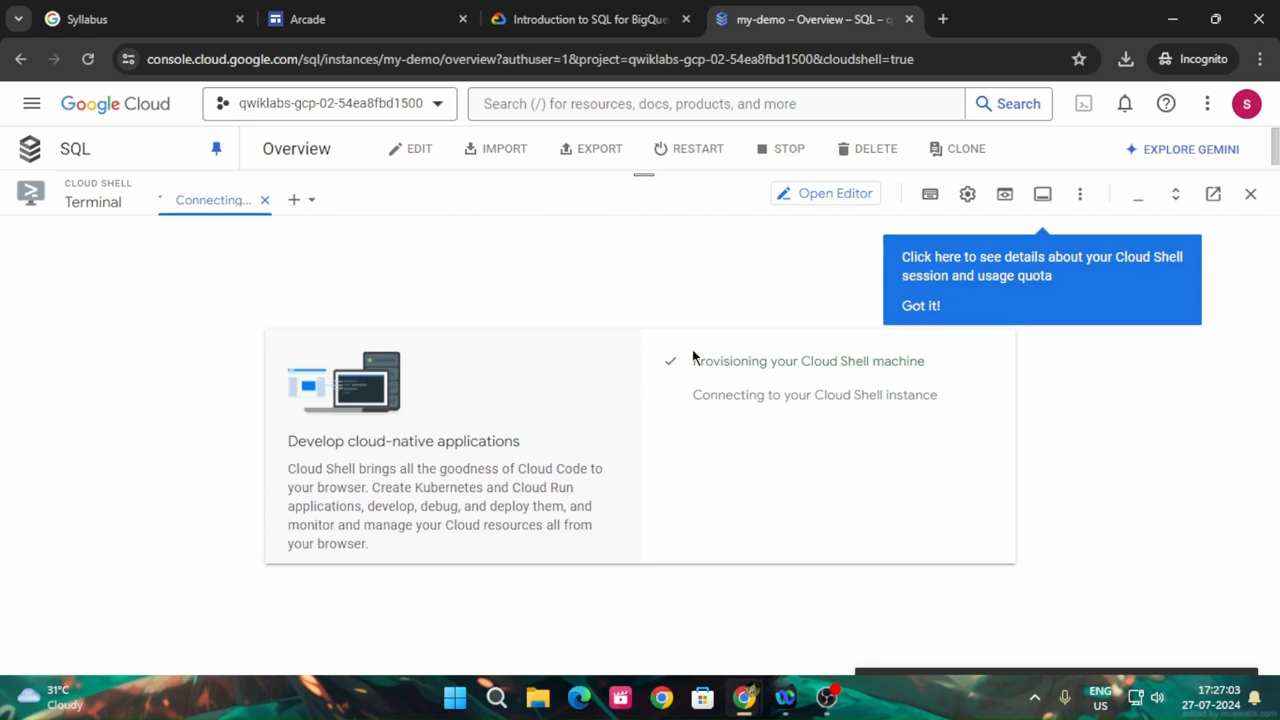 Syllabus
Arcade
Introduction to SQL for BigQue
my-demo – Overview – SQL – q
console.cloud.google.com/sql/instances/my-demo/overview?authuser=1&project=qwiklabs-gcp-02-54ea8fbd1500&cloudshell=true
Incognito
Google Cloud
qwiklabs-gcp-02-54ea8fbd1500
Search (/) for resources, docs, products, and more
Search
S
SQL
Overview
EDIT
IMPORT
EXPORT
RESTART
STOP
DELETE
CLONE
EXPLORE GEMINI
CLOUD SHELL
Terminal
Connecting...
Open Editor
Click here to see details about your Cloud Shell
session and usage quota
Got it!
Provisioning your Cloud Shell machine
Connecting to your Cloud Shell instance
Develop cloud-native applications
Cloud Shell brings all the goodness of Cloud Code to
your browser. Create Kubernetes and Cloud Run
applications, develop, debug, and deploy them, and
monitor and manage your Cloud resources all from
your browser.
31°C
Cloudy
ENG
US
17:27:03
27-07-2024